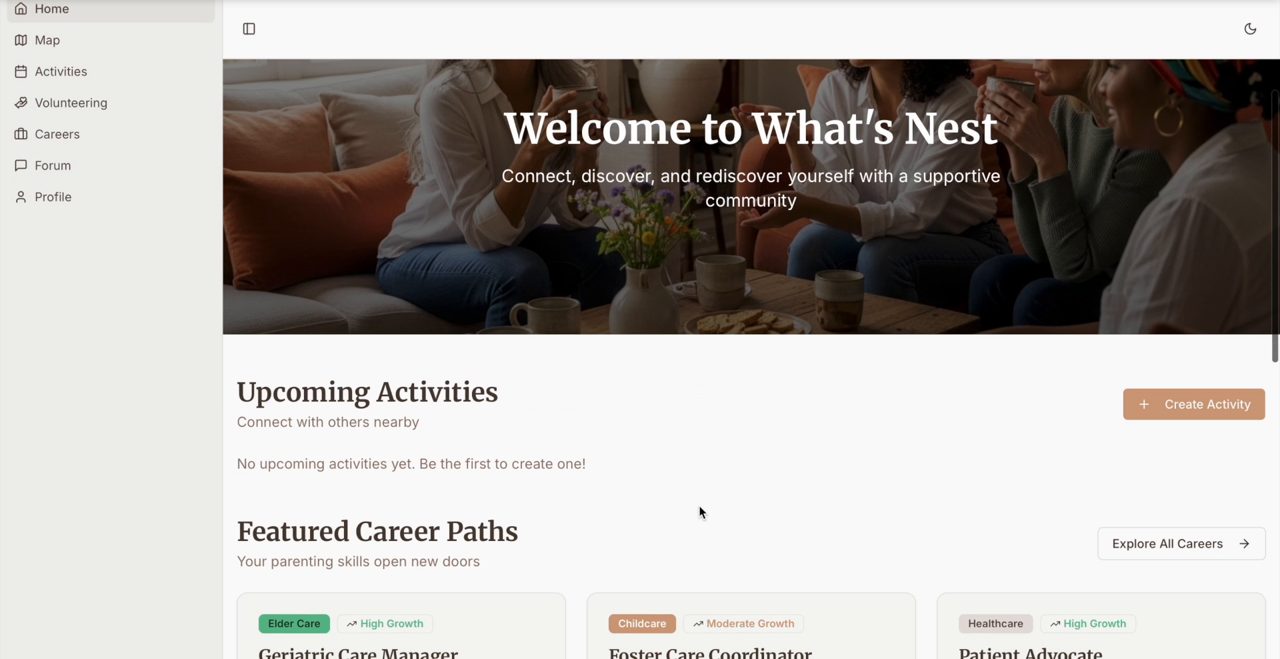 Home
Map
Activities
Volunteering
Careers
Forum
Profile
Welcome to What's Nest
Connect, discover, and rediscover yourself with a supportive
community
Upcoming Activities
Connect with others nearby
Create Activity
No upcoming activities yet. Be the first to create one!
Featured Career Paths
Your parenting skills open new doors
Explore All Careers
Elder Care High Growth
Geriatric Care Manager
Childcare Moderate Growth
Foster Care Coordinator
Healthcare High Growth
Patient Advocate